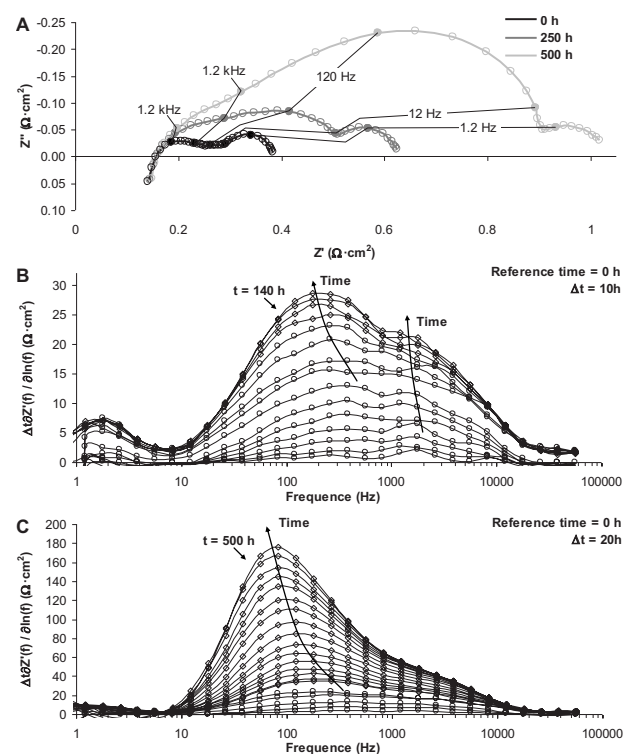 A
-0.25
-0.20
-0.15
-0.10
-0.05
0.00
0.05
0.10
Z'' (Ω·cm²)
0 h
250 h
500 h
1.2 kHz
1.2 kHz
120 Hz
12 Hz
1.2 Hz
0 0.2 0.4 0.6 0.8 1
Z' (Ω·cm²)
B
Reference time = 0 h
Δt = 10h
t = 140 h
Time
Time
30
25
20
15
10
5
0
Δt∂Z'(f) / ∂ln(f) (Ω·cm²)
1 10 100 1000 10000 100000
Frequence (Hz)
C
Reference time = 0 h
Δt = 20h
t = 500 h
Time
200
180
160
140
120
100
80
60
40
20
0
Δt∂Z'(f) / ∂ln(f) (Ω·cm²)
1 10 100 1000 10000 100000
Frequence (Hz)